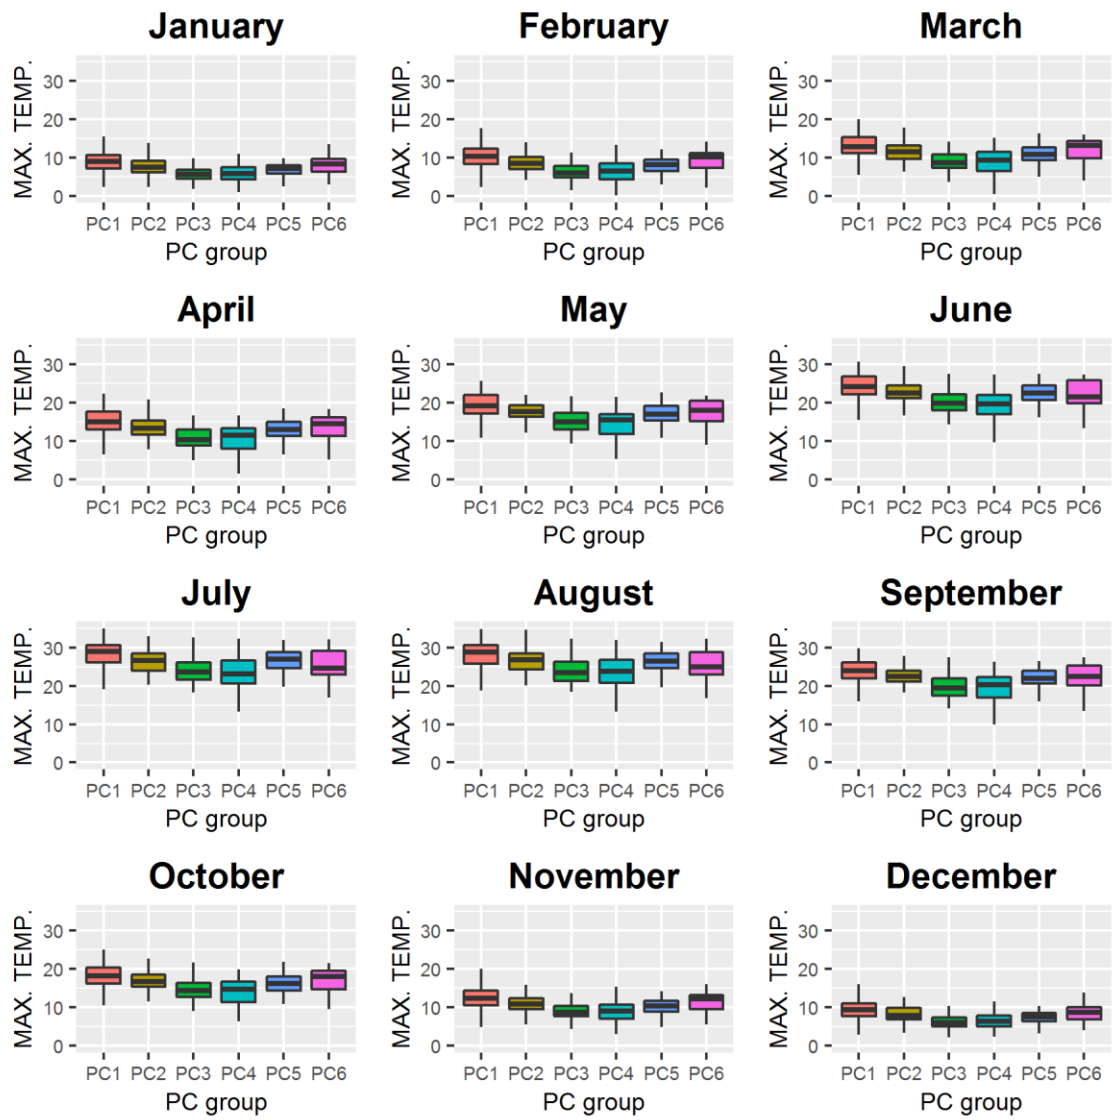 January
February
March
MAX. TEMP.
30
20
10
0
PC1 PC2 PC3 PC4 PC5 PC6
PC group
MAX. TEMP.
30
20
10
0
PC1 PC2 PC3 PC4 PC5 PC6
PC group
MAX. TEMP.
30
20
10
0
PC1 PC2 PC3 PC4 PC5 PC6
PC group
April
May
June
MAX. TEMP.
30
20
10
0
PC1 PC2 PC3 PC4 PC5 PC6
PC group
MAX. TEMP.
30
20
10
0
PC1 PC2 PC3 PC4 PC5 PC6
PC group
MAX. TEMP.
30
20
10
0
PC1 PC2 PC3 PC4 PC5 PC6
PC group
July
August
September
MAX. TEMP.
30
20
10
0
PC1 PC2 PC3 PC4 PC5 PC6
PC group
MAX. TEMP.
30
20
10
0
PC1 PC2 PC3 PC4 PC5 PC6
PC group
MAX. TEMP.
30
20
10
0
PC1 PC2 PC3 PC4 PC5 PC6
PC group
October
November
December
MAX. TEMP.
30
20
10
0
PC1 PC2 PC3 PC4 PC5 PC6
PC group
MAX. TEMP.
30
20
10
0
PC1 PC2 PC3 PC4 PC5 PC6
PC group
MAX. TEMP.
30
20
10
0
PC1 PC2 PC3 PC4 PC5 PC6
PC group